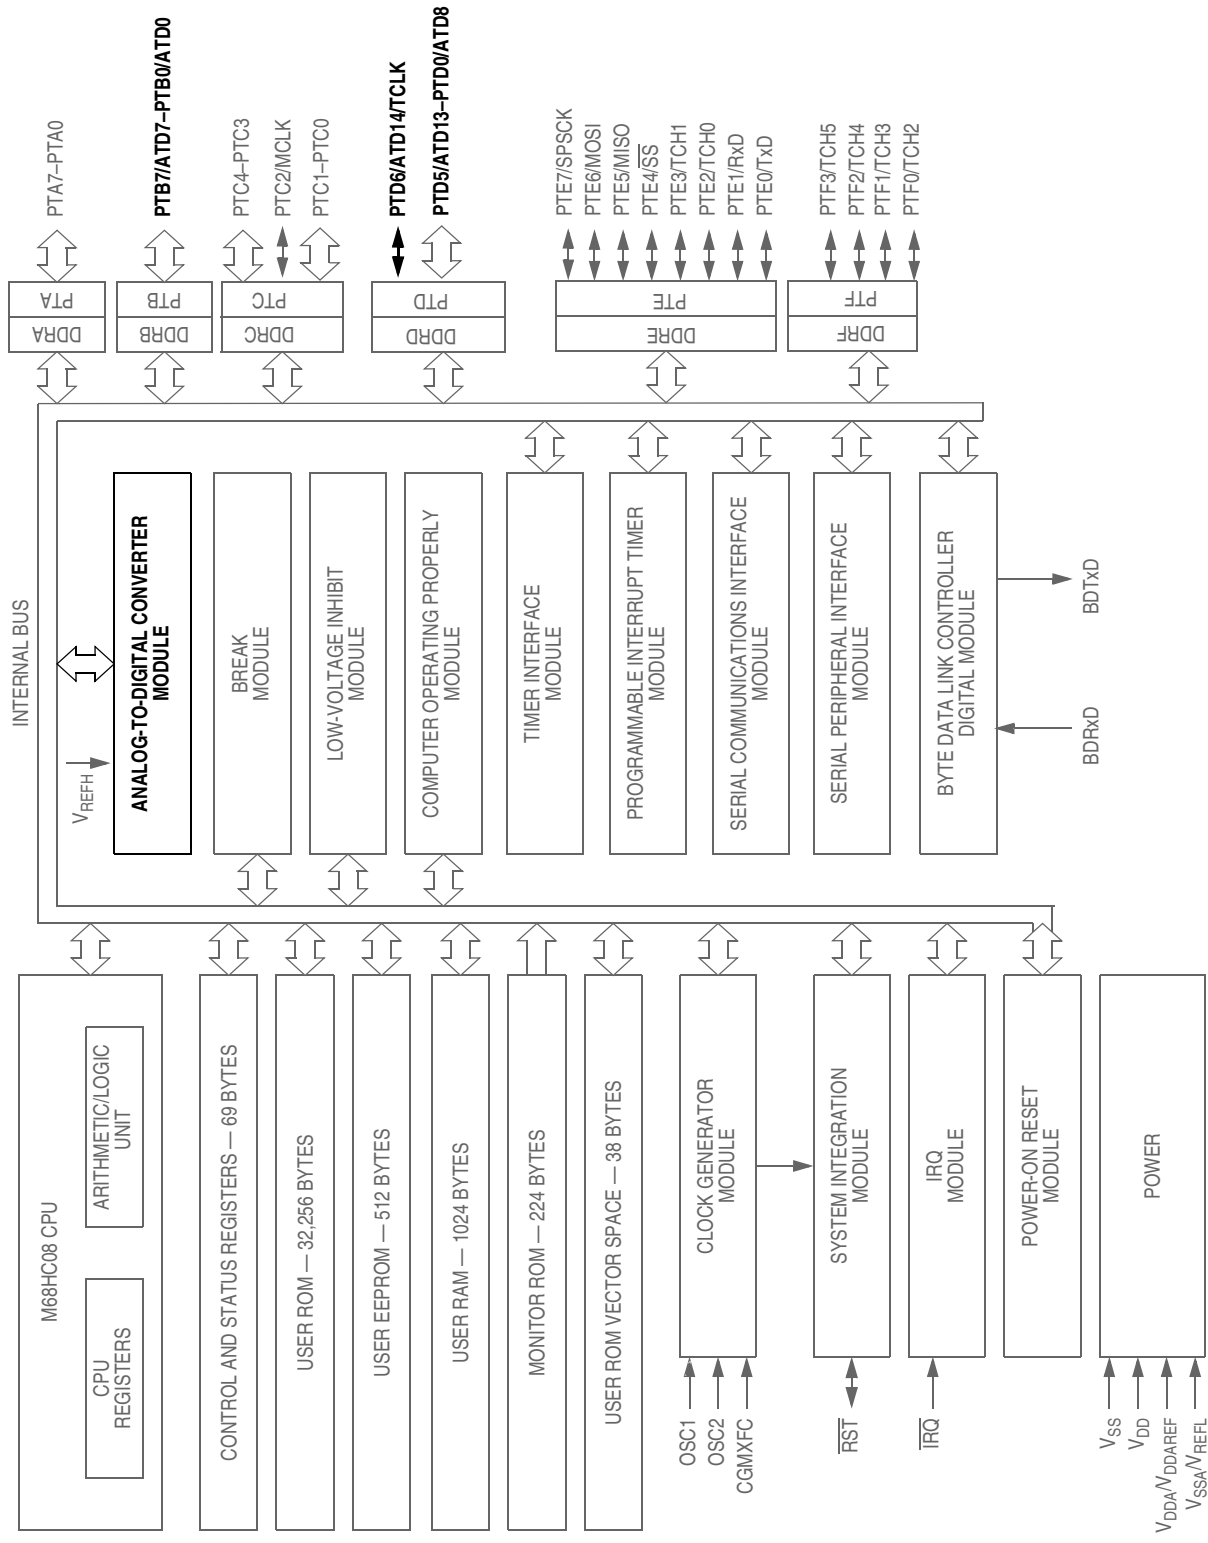 M68HC08 CPU
CPU
REGISTERS
ARITHMETIC/LOGIC
UNIT
CONTROL AND STATUS REGISTERS — 69 BYTES
USER ROM — 32,256 BYTES
USER EEPROM — 512 BYTES
USER RAM — 1024 BYTES
MONITOR ROM — 224 BYTES
USER ROM VECTOR SPACE — 38 BYTES
OSC1
OSC2
CGMXFC
CLOCK GENERATOR
MODULE
RST
SYSTEM INTEGRATION
MODULE
IRQ
IRQ
MODULE
POWER-ON RESET
MODULE
VSS
VDD
VDDA/VDDAREF
VSSA/VREFL
POWER
INTERNAL BUS
VREFH
ANALOG-TO-DIGITAL CONVERTER
MODULE
BREAK
MODULE
LOW-VOLTAGE INHIBIT
MODULE
COMPUTER OPERATING PROPERLY
MODULE
TIMER INTERFACE
MODULE
PROGRAMMABLE INTERRUPT TIMER
MODULE
SERIAL COMMUNICATIONS INTERFACE
MODULE
SERIAL PERIPHERAL INTERFACE
MODULE
BYTE DATA LINK CONTROLLER
DIGITAL MODULE
BDRxD
BDTxD
DDRA
PTA
PTA7–PTA0
DDRB
PTB
PTB7/ATD7–PTB0/ATD0
DDRC
PTC
PTC4–PTC3
PTC2/MCLK
PTC1–PTC0
DDRD
PTD
PTD6/ATD14/TCLK
PTD5/ATD13–PTD0/ATD8
DDRE
PTE
PTE7/SPSCK
PTE6/MOSI
PTE5/MISO
PTE4/SS
PTE3/TCH1
PTE2/TCH0
PTE1/RxD
PTE0/TxD
DDRF
PTF
PTF3/TCH5
PTF2/TCH4
PTF1/TCH3
PTF0/TCH2